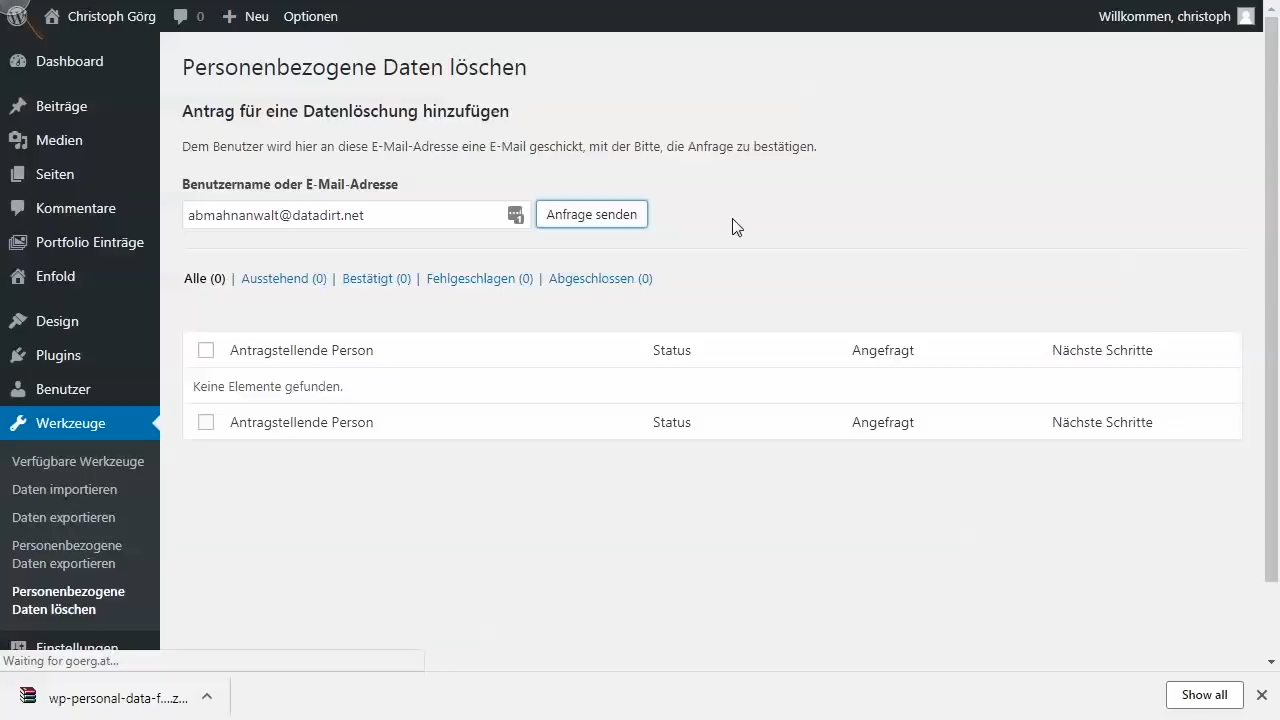 Christoph Görg 0 Neu Optionen Willkommen, christoph
Dashboard
Beiträge
Medien
Seiten
Kommentare
Portfolio Einträge
Enfold
Design
Plugins
Benutzer
Werkzeuge
Verfügbare Werkzeuge
Daten importieren
Daten exportieren
Personenbezogene
Daten exportieren
Personenbezogene
Daten löschen
Einstellungen
Personenbezogene Daten löschen
Antrag für eine Datenlöschung hinzufügen
Dem Benutzer wird hier an diese E-Mail-Adresse eine E-Mail geschickt, mit der Bitte, die Anfrage zu bestätigen.
Benutzername oder E-Mail-Adresse
abmahnanwalt@datadirt.net 1 Anfrage senden
Alle (0) | Ausstehend (0) | Bestätigt (0) | Fehlgeschlagen (0) | Abgeschlossen (0)
Antragstellende Person Status Angefragt Nächste Schritte
Keine Elemente gefunden.
Antragstellende Person Status Angefragt Nächste Schritte
Waiting for goerg.at...
wp-personal-data-f....z... Show all